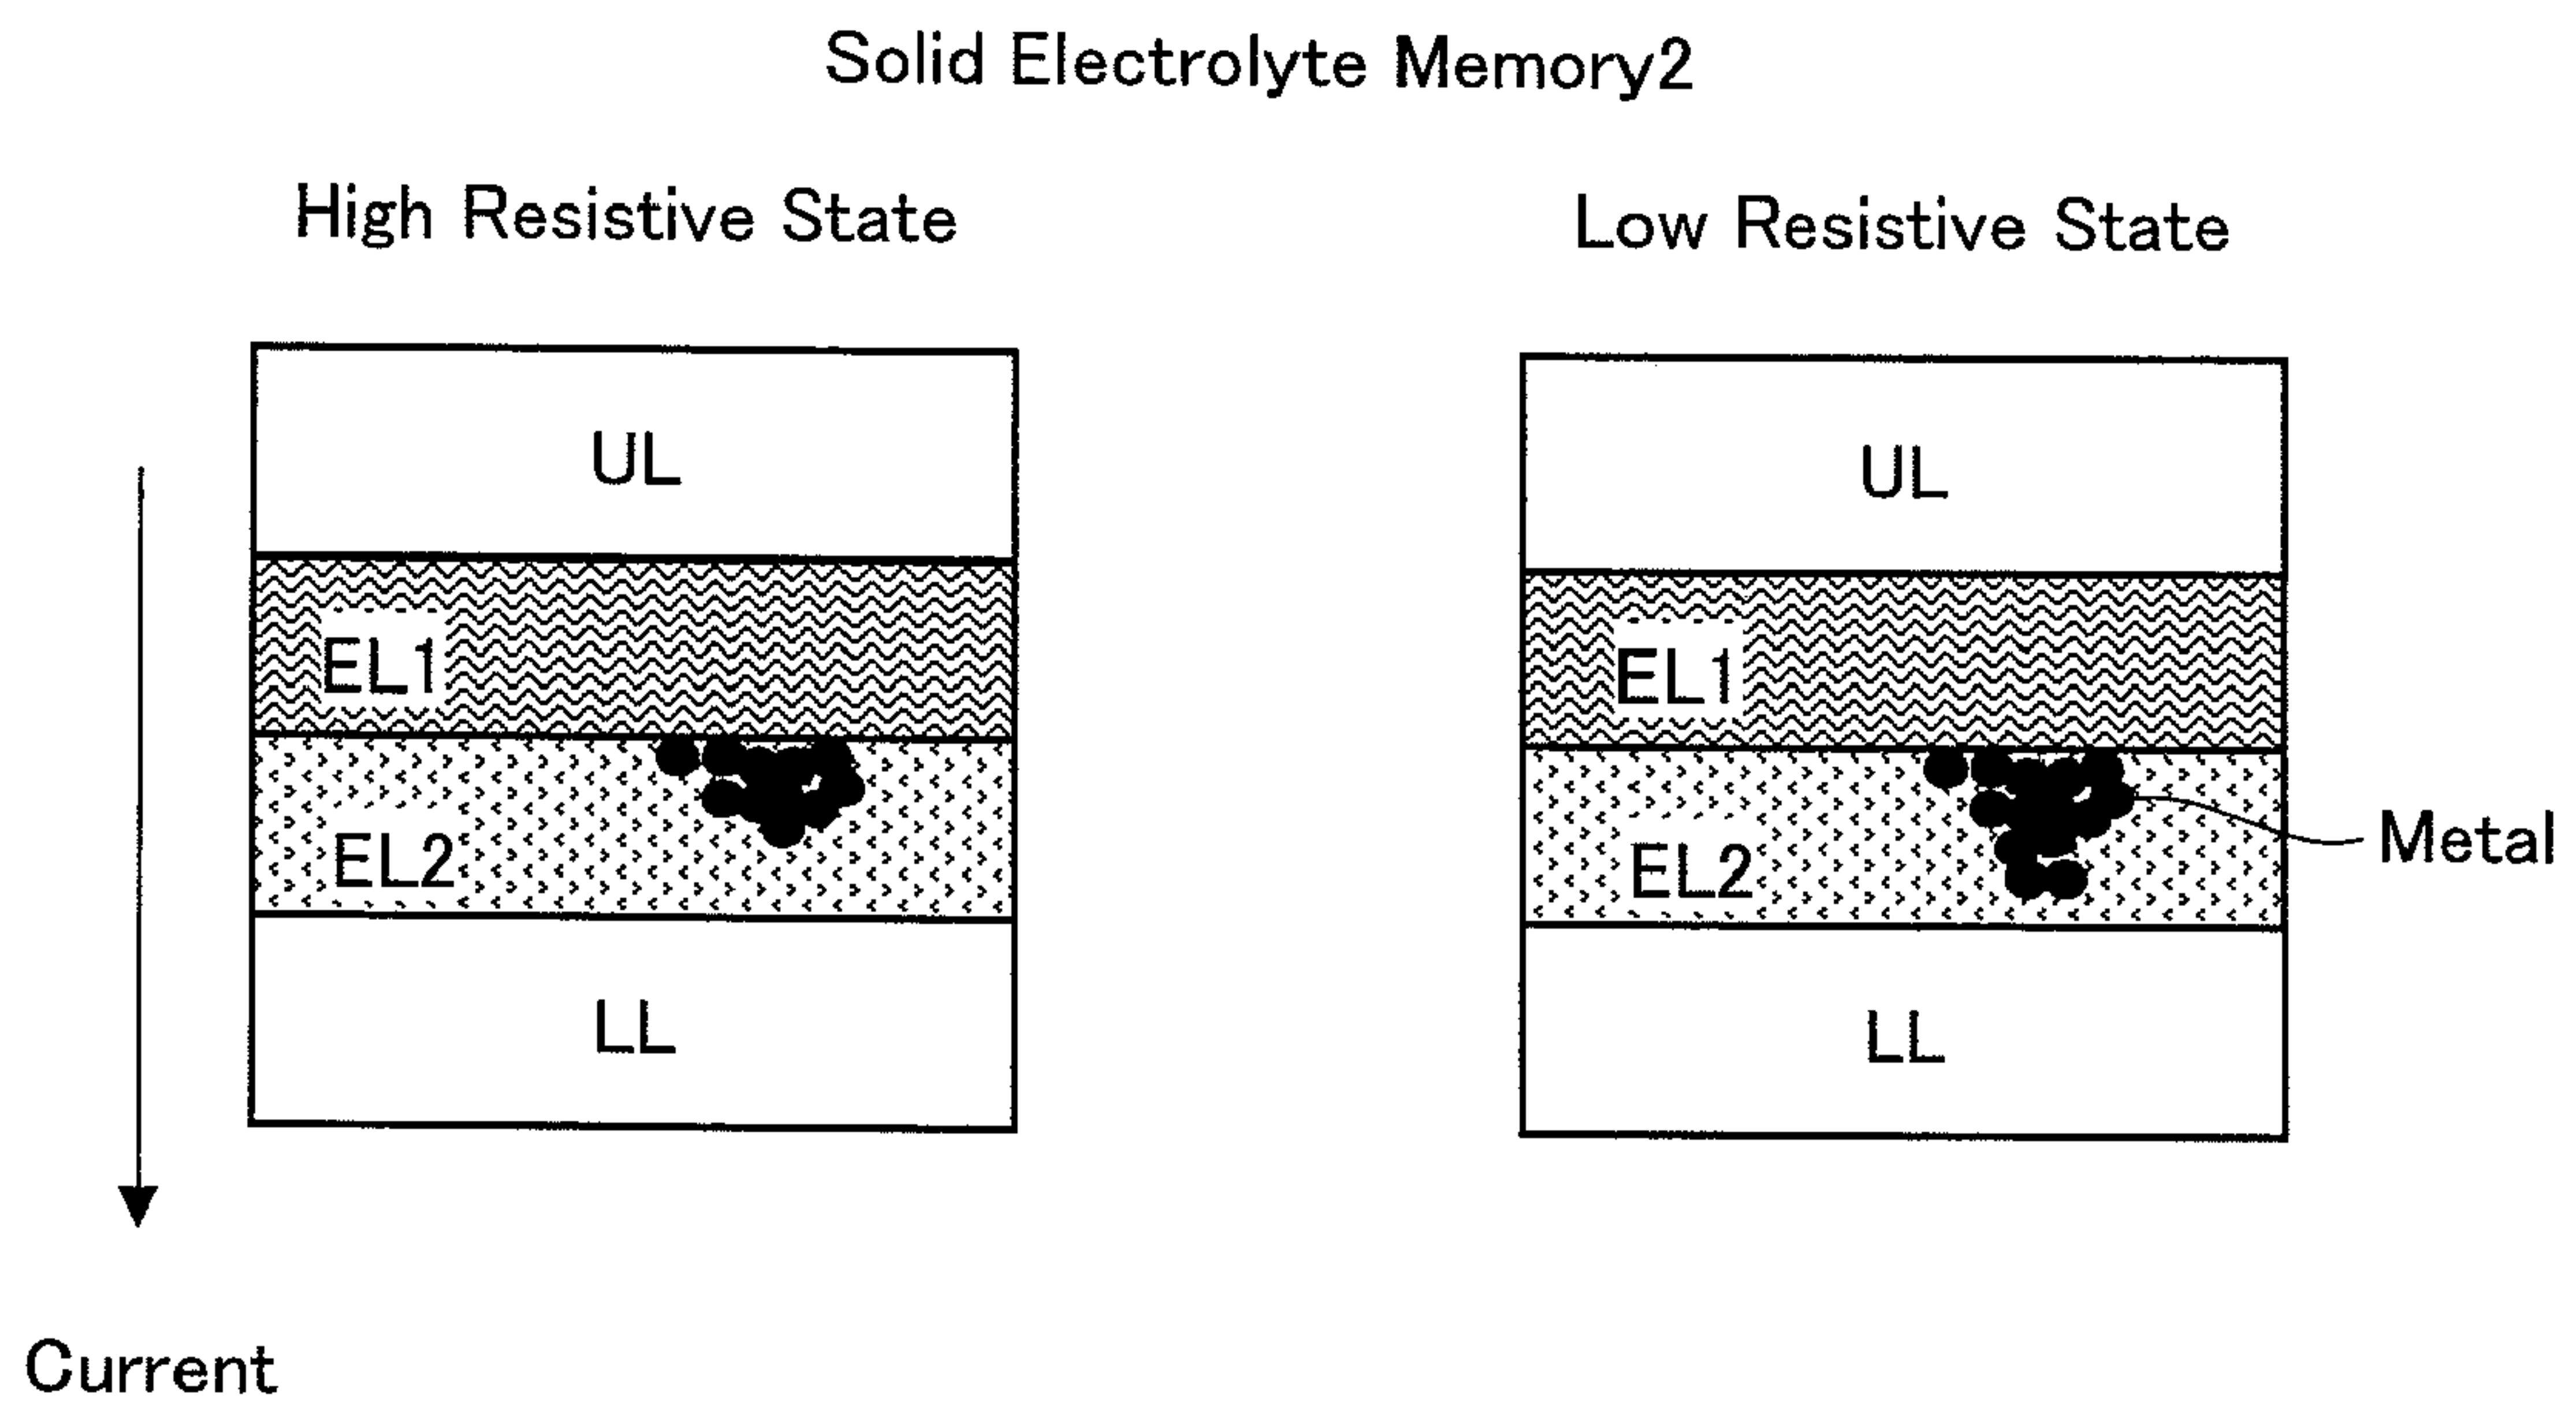 Solid Electrolyte Memory2
High Resistive State
Low Resistive State
UL
UL
EL1
EL1
EL2
EL2
Metal
LL
LL
Current